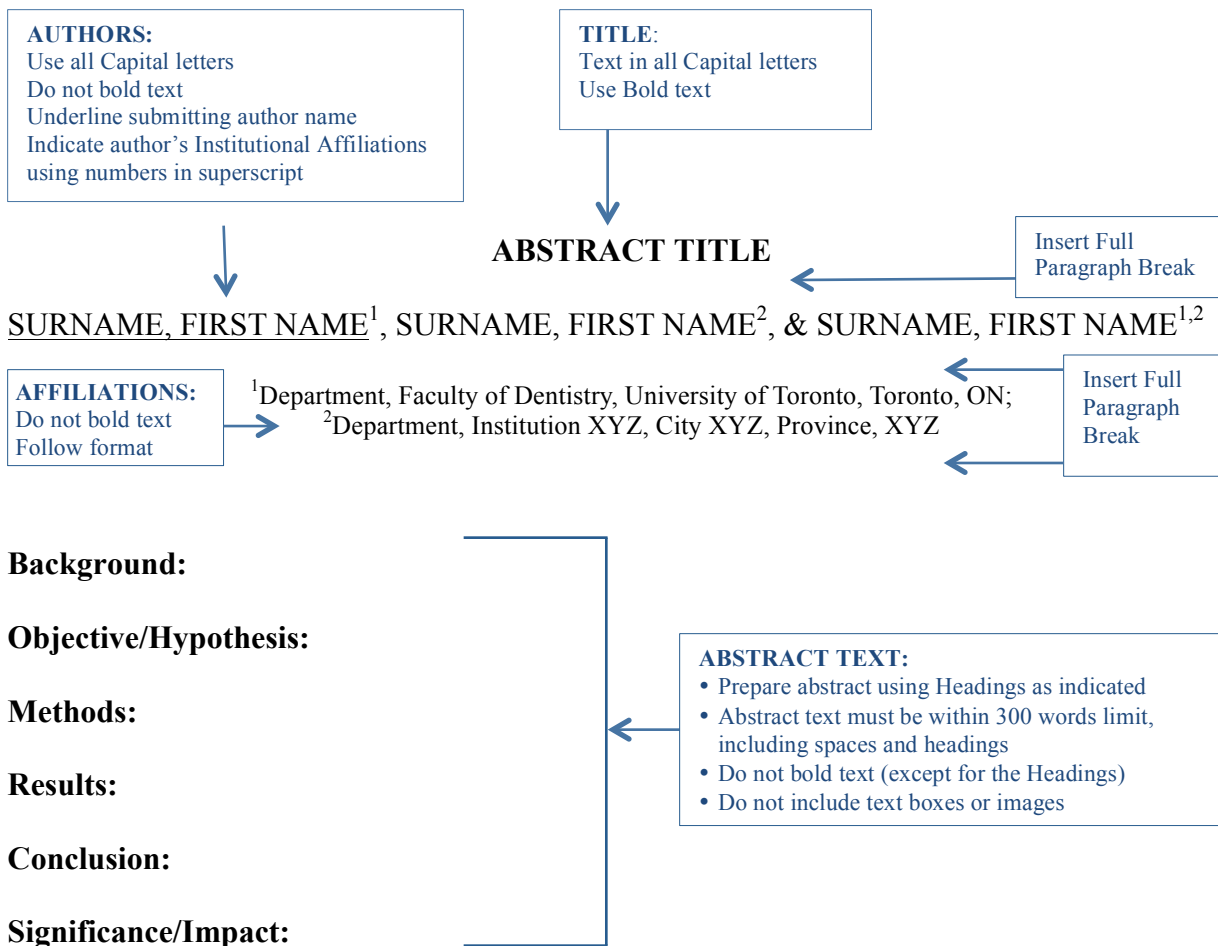 AUTHORS:
Use all Capital letters
Do not bold text
Underline submitting author name
Indicate author's Institutional Affiliations
using numbers in superscript
TITLE:
Text in all Capital letters
Use Bold text
ABSTRACT TITLE
Insert Full
Paragraph Break
SURNAME, FIRST NAME¹, SURNAME, FIRST NAME², & SURNAME, FIRST NAME¹,²
AFFILIATIONS:
Do not bold text
Follow format
¹Department, Faculty of Dentistry, University of Toronto, Toronto, ON;
²Department, Institution XYZ, City XYZ, Province, XYZ
Insert Full
Paragraph
Break
Background:
Objective/Hypothesis:
Methods:
Results:
Conclusion:
Significance/Impact:
ABSTRACT TEXT:
• Prepare abstract using Headings as indicated
• Abstract text must be within 300 words limit,
including spaces and headings
• Do not bold text (except for the Headings)
• Do not include text boxes or images